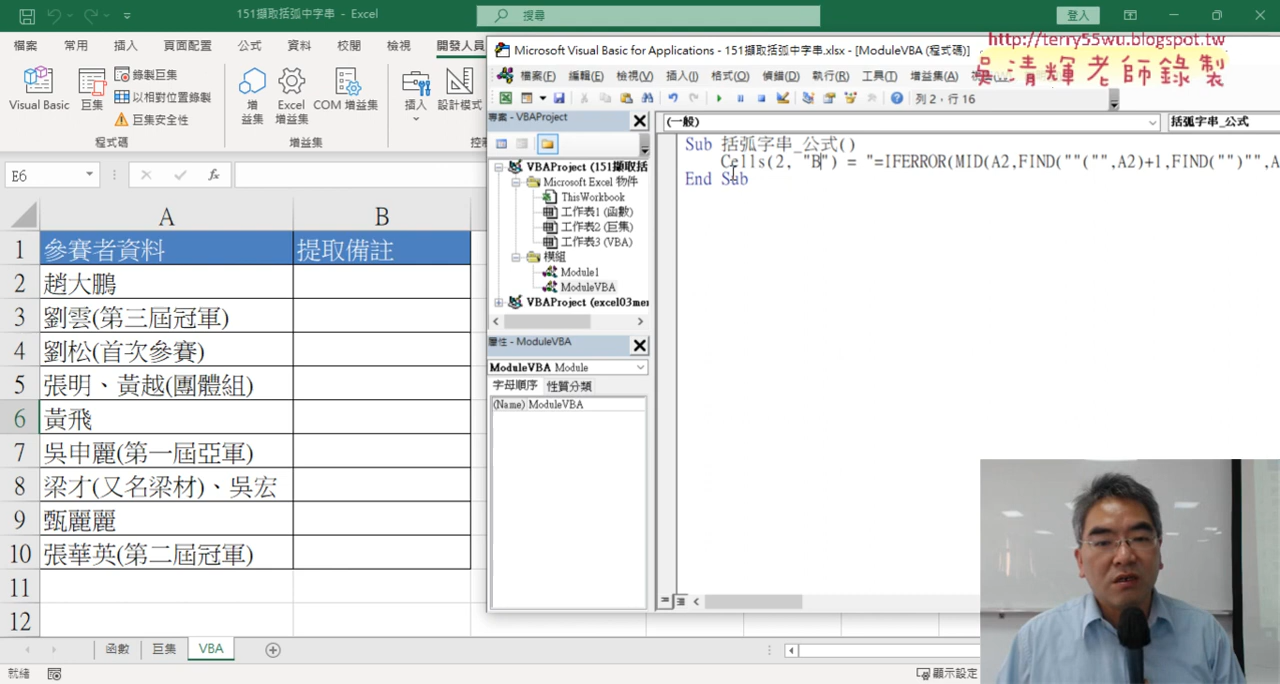 151擷取括弧中字串 - Excel
搜尋
登入
檔案 常用 插入 頁面配置 公式 資料 校閱 檢視 開發人員
http://terry55wu.blogspot.tw
吳清輝老師錄製
Visual Basic
巨集
錄製巨集
以相對位置錄製
巨集安全性
程式碼
增益集
Excel 增益集
COM 增益集
增益集
插入
設計模式
Microsoft Visual Basic for Applications - 151擷取括弧中字串.xlsx - [ModuleVBA (程式碼)]
檔案(F) 編輯(E) 檢視(V) 插入(I) 格式(O) 偵錯(D) 執行(R) 工具(T) 增益集(A)
列 2，行 16
專案 - VBAProject
VBAProject (151擷取括
Microsoft Excel 物件
ThisWorkbook
工作表1 (函數)
工作表2 (巨集)
工作表3 (VBA)
模組
Module1
ModuleVBA
VBAProject (excel03mer
屬性 - ModuleVBA
ModuleVBA Module
字母順序 性質分類
(Name) ModuleVBA
(一般)
括弧字串_公式
Sub 括弧字串_公式()
Cells(2, "B") = "=IFERROR(MID(A2,FIND(""("",A2)+1,FIND("")"",A
End Sub
E6
fx
A B
1 參賽者資料 提取備註
2 趙大鵬
3 劉雲(第三屆冠軍)
4 劉松(首次參賽)
5 張明、黃越(團體組)
6 黃飛
7 吳申麗(第一屆亞軍)
8 梁才(又名梁材)、吳宏
9 甄麗麗
10 張華英(第二屆冠軍)
11
12
函數 巨集 VBA
就緒
顯示設定